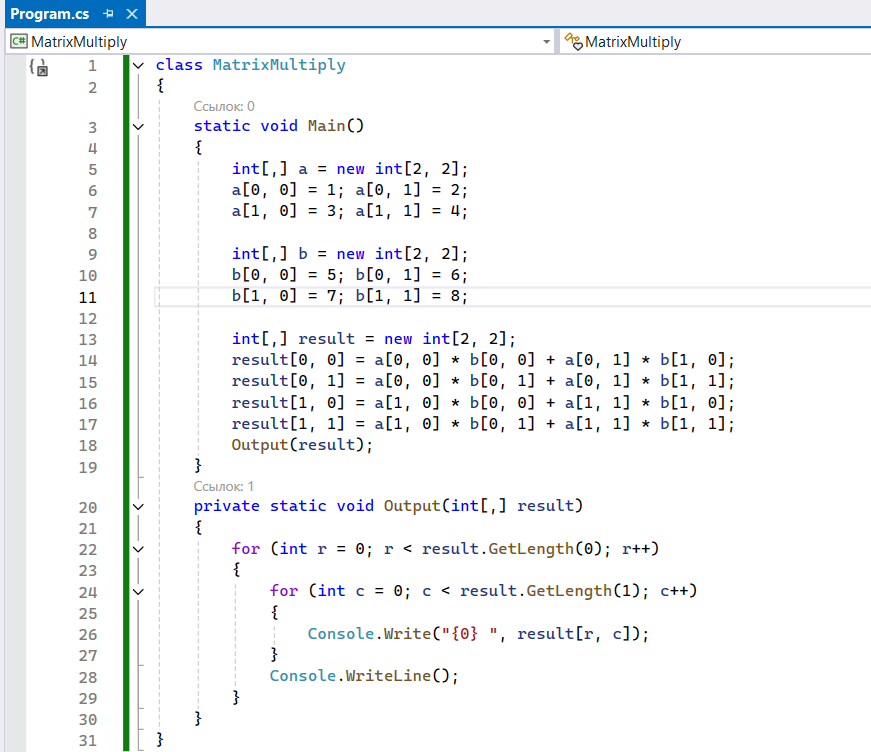 Program.cs
MatrixMultiply MatrixMultiply
1 class MatrixMultiply
2 {
Ссылок: 0
3 static void Main()
4 {
5 int[,] a = new int[2, 2];
6 a[0, 0] = 1; a[0, 1] = 2;
7 a[1, 0] = 3; a[1, 1] = 4;
8
9 int[,] b = new int[2, 2];
10 b[0, 0] = 5; b[0, 1] = 6;
11 b[1, 0] = 7; b[1, 1] = 8;
12
13 int[,] result = new int[2, 2];
14 result[0, 0] = a[0, 0] * b[0, 0] + a[0, 1] * b[1, 0];
15 result[0, 1] = a[0, 0] * b[0, 1] + a[0, 1] * b[1, 1];
16 result[1, 0] = a[1, 0] * b[0, 0] + a[1, 1] * b[1, 0];
17 result[1, 1] = a[1, 0] * b[0, 1] + a[1, 1] * b[1, 1];
18 Output(result);
19 }
Ссылок: 1
20 private static void Output(int[,] result)
21 {
22 for (int r = 0; r < result.GetLength(0); r++)
23 {
24 for (int c = 0; c < result.GetLength(1); c++)
25 {
26 Console.Write("{0} ", result[r, c]);
27 }
28 Console.WriteLine();
29 }
30 }
31 }